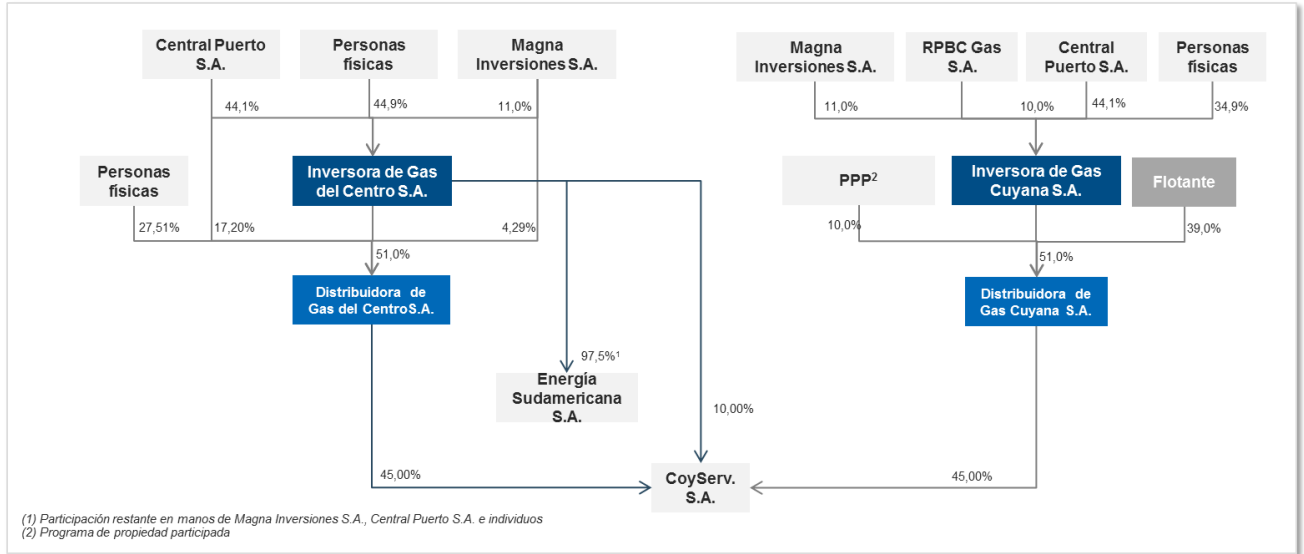 Central Puerto
S.A.
Personas
físicas
Magna
Inversiones S.A.
Magna
Inversiones S.A.
RPBC Gas
S.A.
Central
Puerto S.A.
Personas
físicas
44,1%
44,9%
11,0%
11,0%
10,0%
44,1%
34,9%
Personas
físicas
Inversora de Gas
del Centro S.A.
PPP²
Inversora de Gas
Cuyana S.A.
Flotante
27,51%
17,20%
4,29%
10,0%
39,0%
51,0%
51,0%
Distribuidora de
Gas del Centro S.A.
Distribuidora de
Gas Cuyana S.A.
97,5%¹
Energía
Sudamericana
S.A.
10,00%
45,00%
CoyServ.
S.A.
45,00%
(1) Participación restante en manos de Magna Inversiones S.A., Central Puerto S.A. e individuos
(2) Programa de propiedad participada